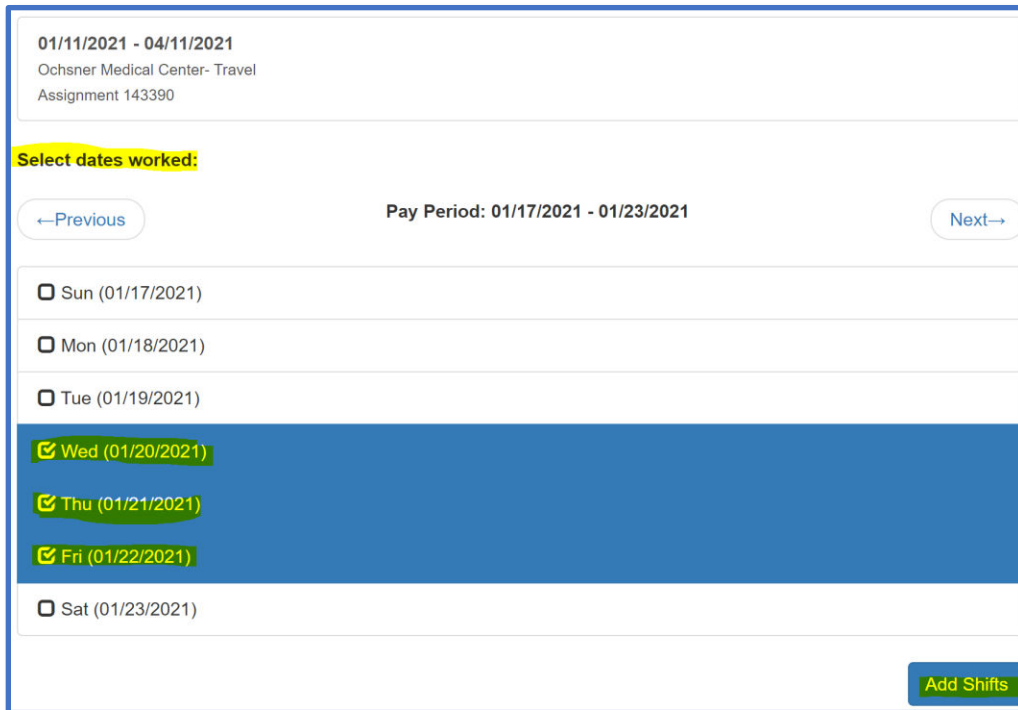 01/11/2021 - 04/11/2021
Ochsner Medical Center- Travel
Assignment 143390
Select dates worked:
←Previous
Pay Period: 01/17/2021 - 01/23/2021
Next→
Sun (01/17/2021)
Mon (01/18/2021)
Tue (01/19/2021)
Wed (01/20/2021)
Thu (01/21/2021)
Fri (01/22/2021)
Sat (01/23/2021)
Add Shifts